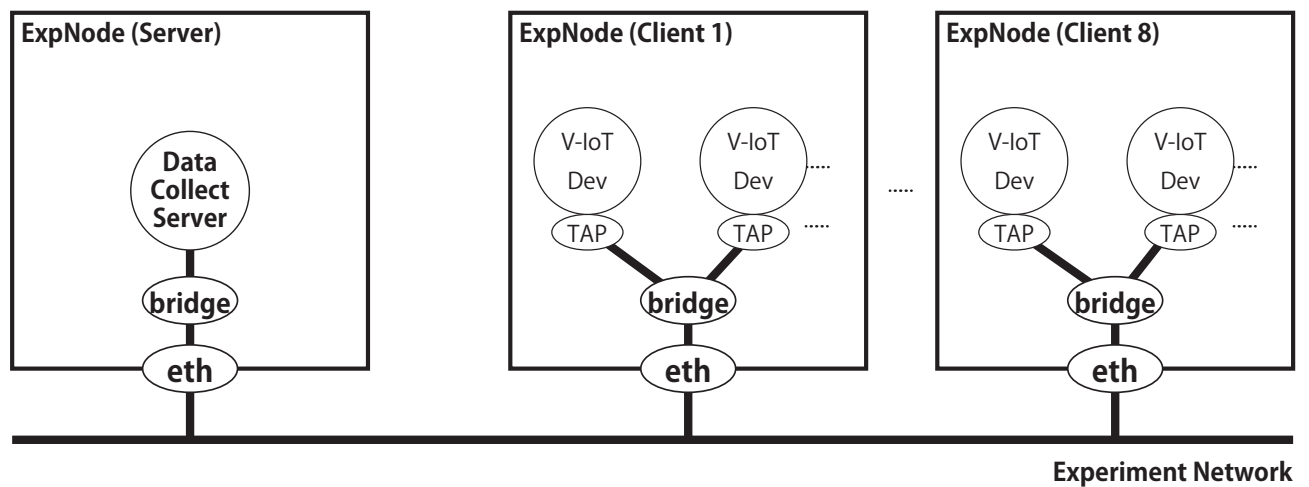 ExpNode (Server)
Data
Collect
Server
bridge
eth
ExpNode (Client 1)
V-IoT
Dev
V-IoT
Dev
.....
TAP
TAP
.....
bridge
eth
.....
ExpNode (Client 8)
V-IoT
Dev
V-IoT
Dev
.....
TAP
TAP
.....
bridge
eth
Experiment Network